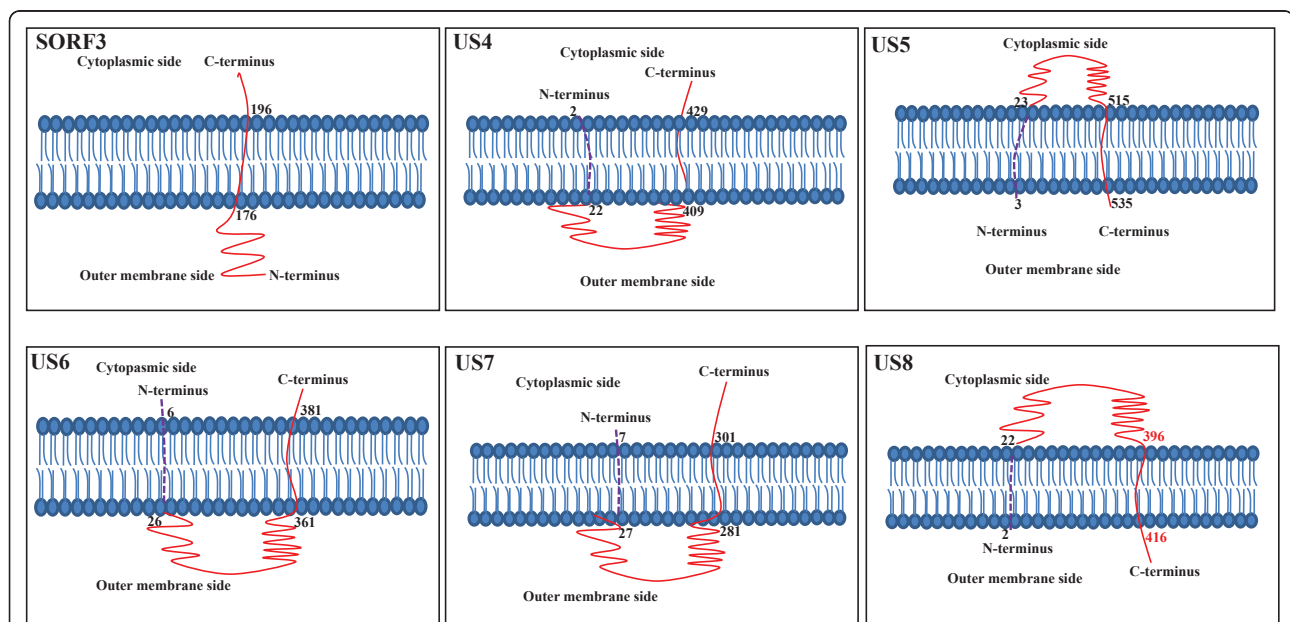 SORF3
Cytoplasmic side C-terminus
196
176
Outer membrane side N-terminus
US4
Cytoplasmic side
C-terminus
N-terminus
2 429
22 409
Outer membrane side
US5
Cytoplasmic side
23 515
3 535
N-terminus C-terminus
Outer membrane side
US6
Cytopasmic side
N-terminus C-terminus
6 381
26 361
Outer membrane side
US7
C-terminus
Cytoplasmic side
N-terminus
7 301
27 281
Outer membrane side
US8
Cytoplasmic side
22 396
2 416
N-terminus
Outer membrane side C-terminus